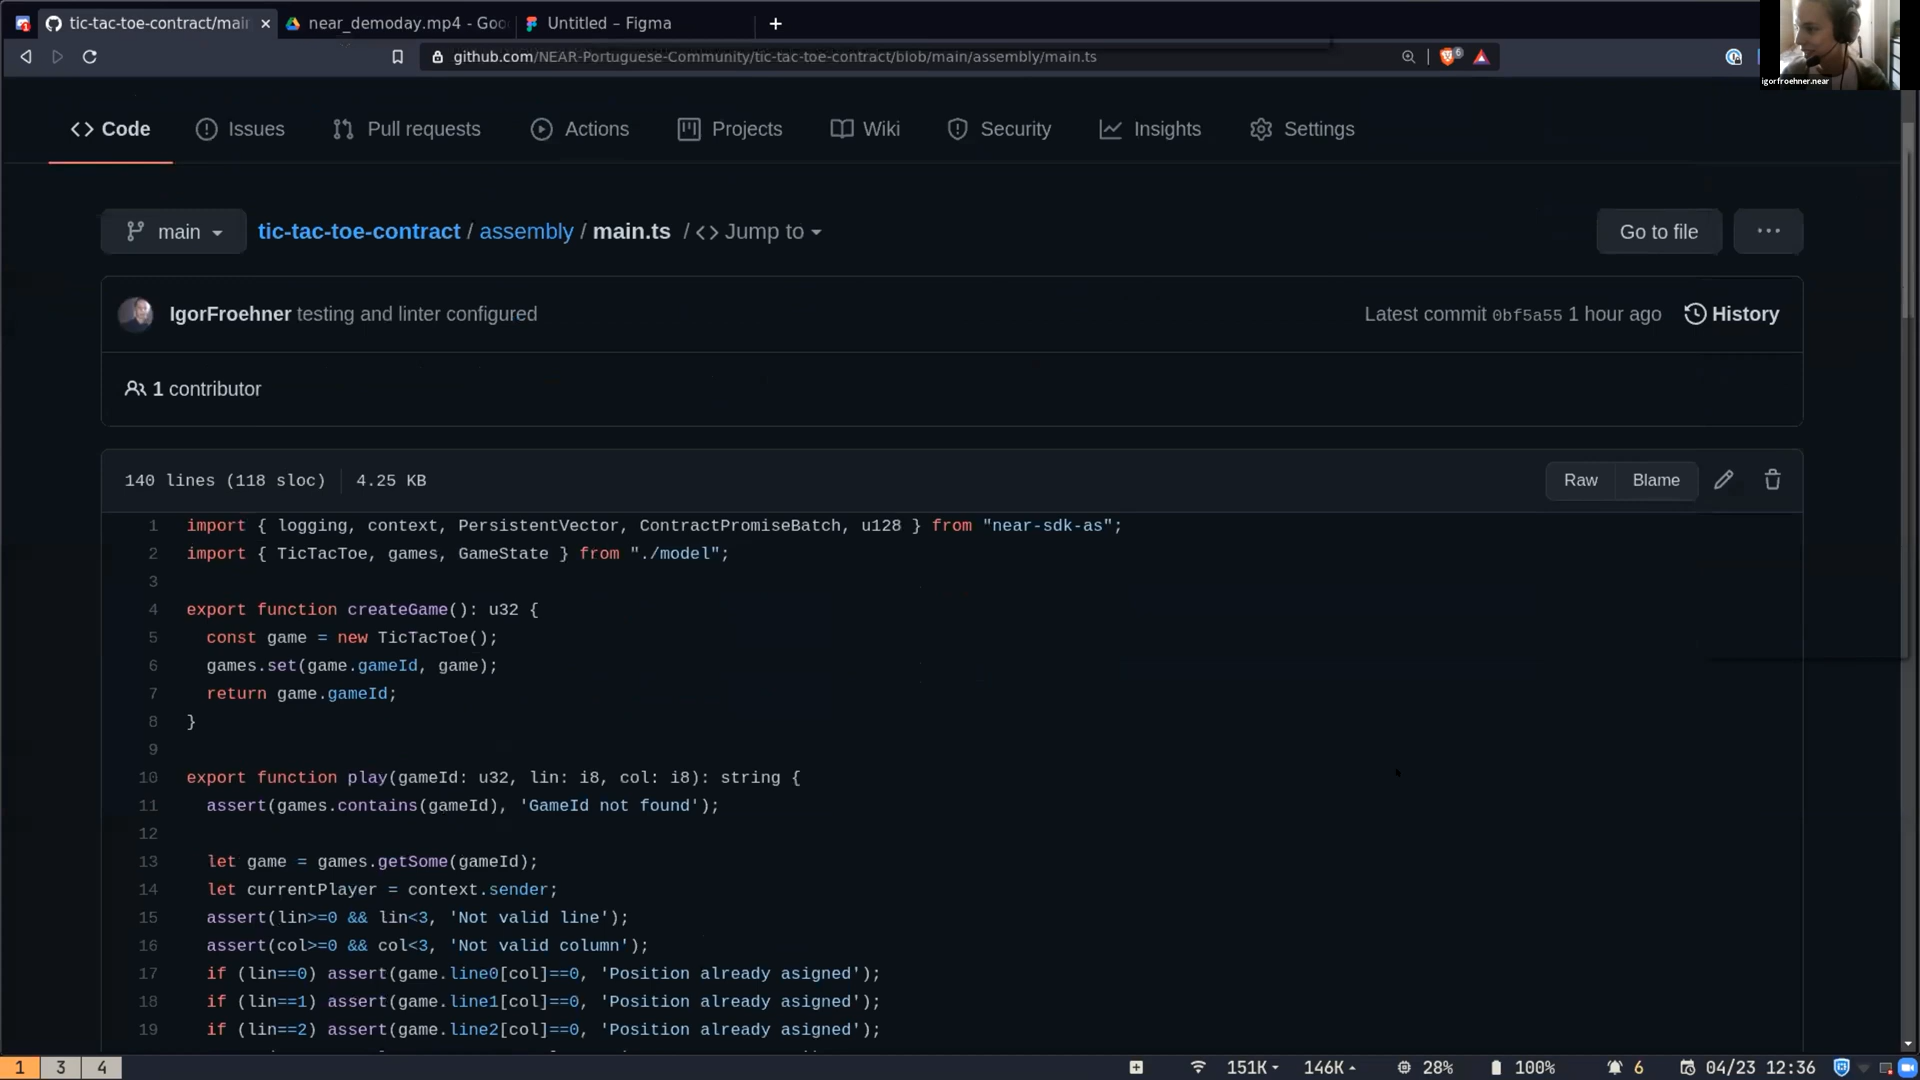 tic-tac-toe-contract/main
near_demoday.mp4 - Goo
Untitled – Figma
github.com/NEAR-Portuguese-Community/tic-tac-toe-contract/blob/main/assembly/main.ts
6
igorfroehner.near
Code
Issues
Pull requests
Actions
Projects
Wiki
Security
Insights
Settings
main
tic-tac-toe-contract / assembly / main.ts / <> Jump to
Go to file
IgorFroehner testing and linter configured
Latest commit 0bf5a55 1 hour ago
History
1 contributor
140 lines (118 sloc)
4.25 KB
Raw
Blame
1 import { logging, context, PersistentVector, ContractPromiseBatch, u128 } from "near-sdk-as";
2 import { TicTacToe, games, GameState } from "./model";
3
4 export function createGame(): u32 {
5 const game = new TicTacToe();
6 games.set(game.gameId, game);
7 return game.gameId;
8 }
9
10 export function play(gameId: u32, lin: i8, col: i8): string {
11 assert(games.contains(gameId), 'GameId not found');
12
13 let game = games.getSome(gameId);
14 let currentPlayer = context.sender;
15 assert(lin>=0 && lin<3, 'Not valid line');
16 assert(col>=0 && col<3, 'Not valid column');
17 if (lin==0) assert(game.line0[col]==0, 'Position already asigned');
18 if (lin==1) assert(game.line1[col]==0, 'Position already asigned');
19 if (lin==2) assert(game.line2[col]==0, 'Position already asigned');
1 3 4
151K
146K
28%
100%
6
04/23 12:36